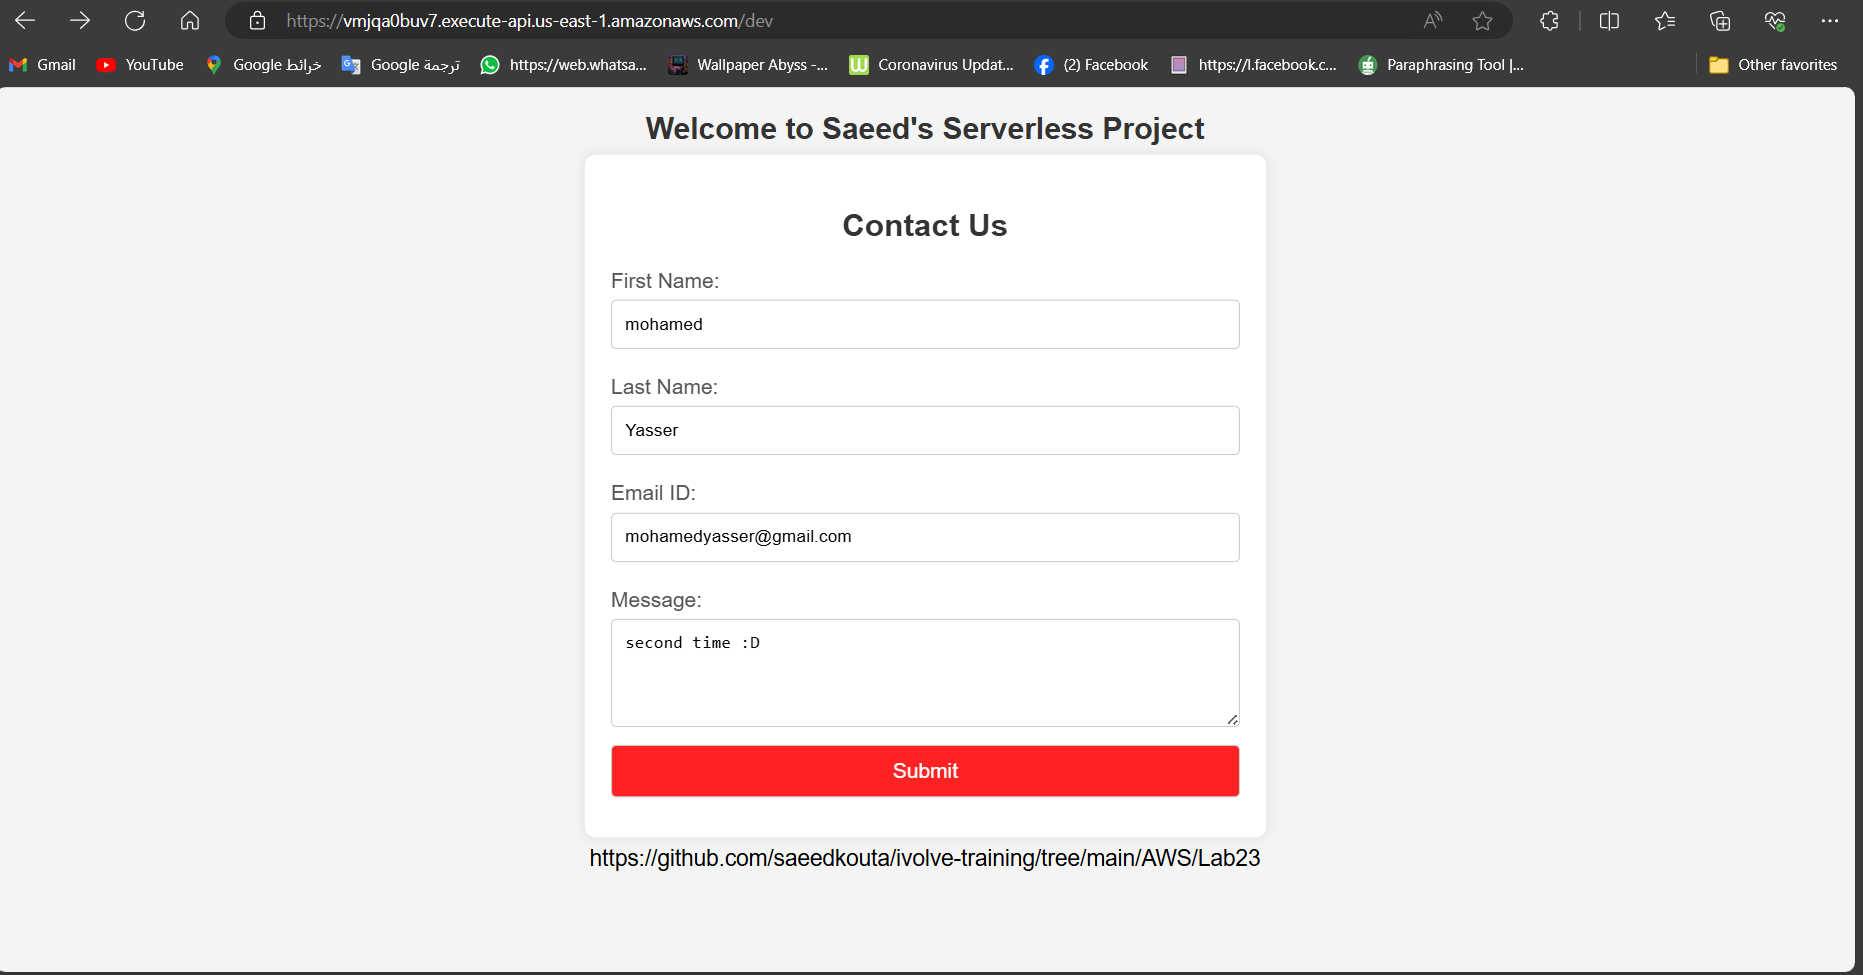 https://vmjqa0buv7.execute-api.us-east-1.amazonaws.com/dev
Gmail YouTube Google خرائط Google ترجمة https://web.whatsa... Wallpaper Abyss -... Coronavirus Updat... (2) Facebook https://l.facebook.c... Paraphrasing Tool |... Other favorites
Welcome to Saeed's Serverless Project
Contact Us
First Name:
mohamed
Last Name:
Yasser
Email ID:
mohamedyasser@gmail.com
Message:
second time :D
Submit
https://github.com/saeedkouta/ivolve-training/tree/main/AWS/Lab23